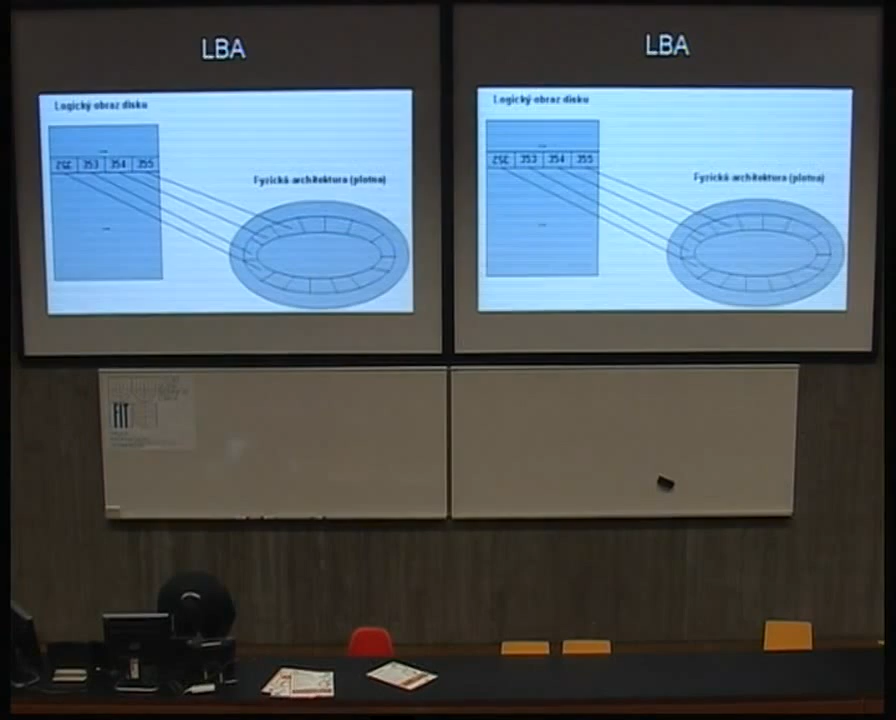 LBA
Logický obraz disku
...
352 353 354 355
...
Fyzická architektura (plotna)
LBA
Logický obraz disku
...
352 353 354 355
...
Fyzická architektura (plotna)
FIT